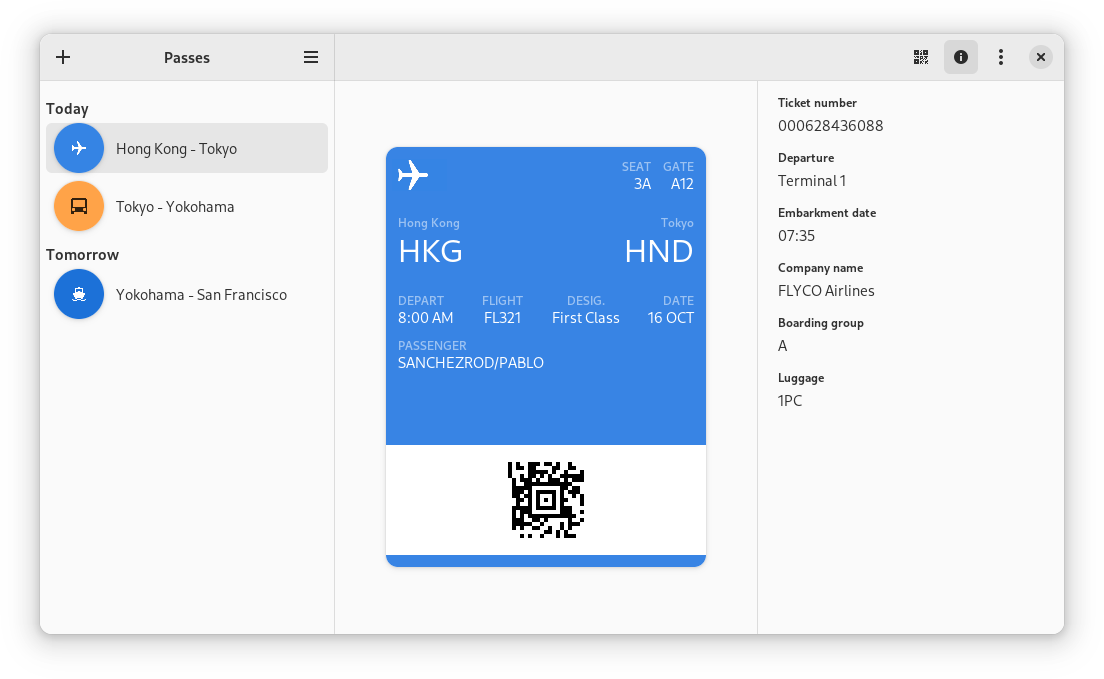 Passes
Today
Hong Kong - Tokyo
Tokyo - Yokohama
Tomorrow
Yokohama - San Francisco
SEAT GATE
3A A12
Hong Kong Tokyo
HKG HND
DEPART FLIGHT DESIG. DATE
8:00 AM FL321 First Class 16 OCT
PASSENGER
SANCHEZROD/PABLO
Ticket number
000628436088
Departure
Terminal 1
Embarkment date
07:35
Company name
FLYCO Airlines
Boarding group
A
Luggage
1PC